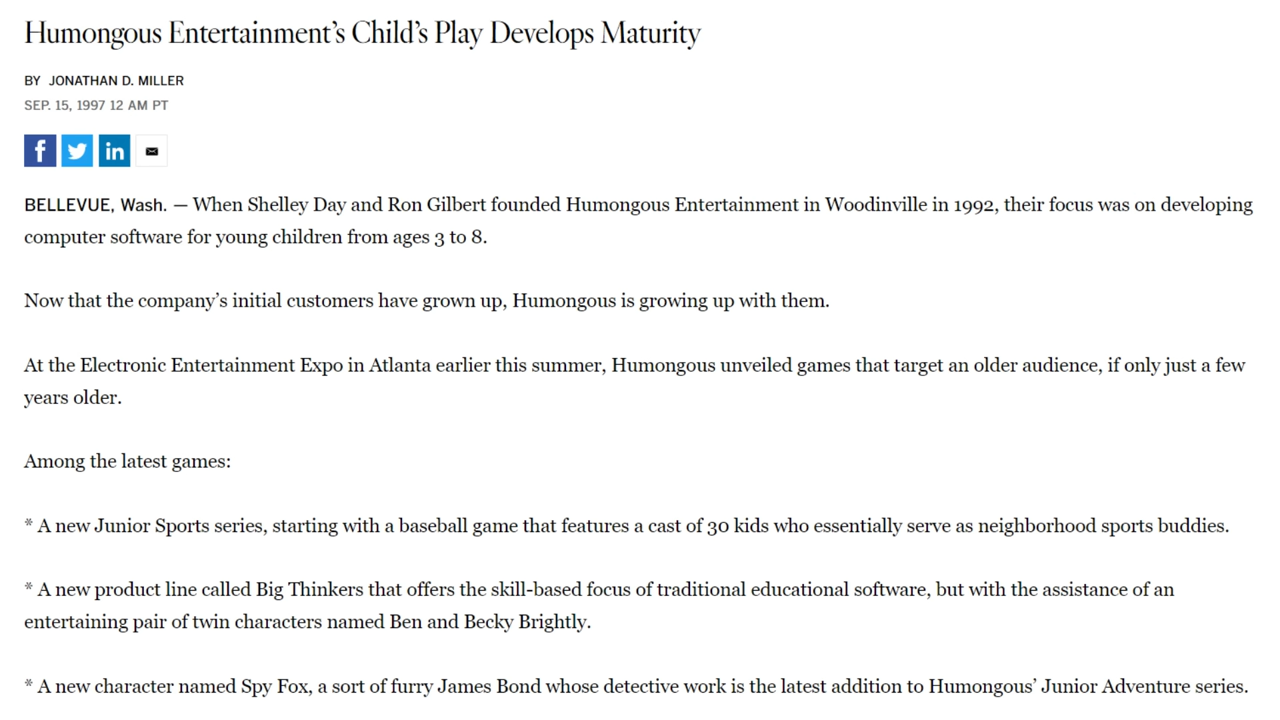 Humongous Entertainment’s Child’s Play Develops Maturity
BY JONATHAN D. MILLER
SEP. 15, 1997 12 AM PT
BELLEVUE, Wash. — When Shelley Day and Ron Gilbert founded Humongous Entertainment in Woodinville in 1992, their focus was on developing
computer software for young children from ages 3 to 8.
Now that the company’s initial customers have grown up, Humongous is growing up with them.
At the Electronic Entertainment Expo in Atlanta earlier this summer, Humongous unveiled games that target an older audience, if only just a few
years older.
Among the latest games:
* A new Junior Sports series, starting with a baseball game that features a cast of 30 kids who essentially serve as neighborhood sports buddies.
* A new product line called Big Thinkers that offers the skill-based focus of traditional educational software, but with the assistance of an
entertaining pair of twin characters named Ben and Becky Brightly.
* A new character named Spy Fox, a sort of furry James Bond whose detective work is the latest addition to Humongous’ Junior Adventure series.